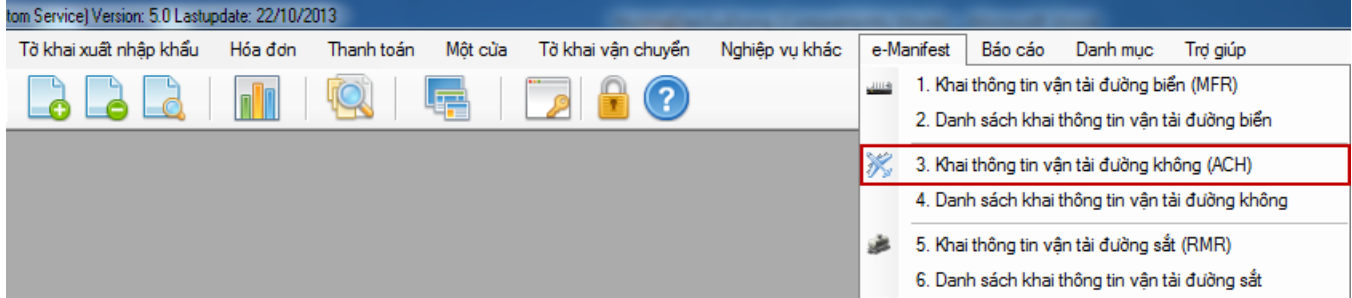 tom Service) Version: 5.0 Lastupdate: 22/10/2013
Tờ khai xuất nhập khẩu Hóa đơn Thanh toán Một cửa Tờ khai vận chuyển Nghiệp vụ khác e-Manifest Báo cáo Danh mục Trợ giúp
1. Khai thông tin vận tải đường biển (MFR)
2. Danh sách khai thông tin vận tải đường biển
3. Khai thông tin vận tải đường không (ACH)
4. Danh sách khai thông tin vận tải đường không
5. Khai thông tin vận tải đường sắt (RMR)
6. Danh sách khai thông tin vận tải đường sắt